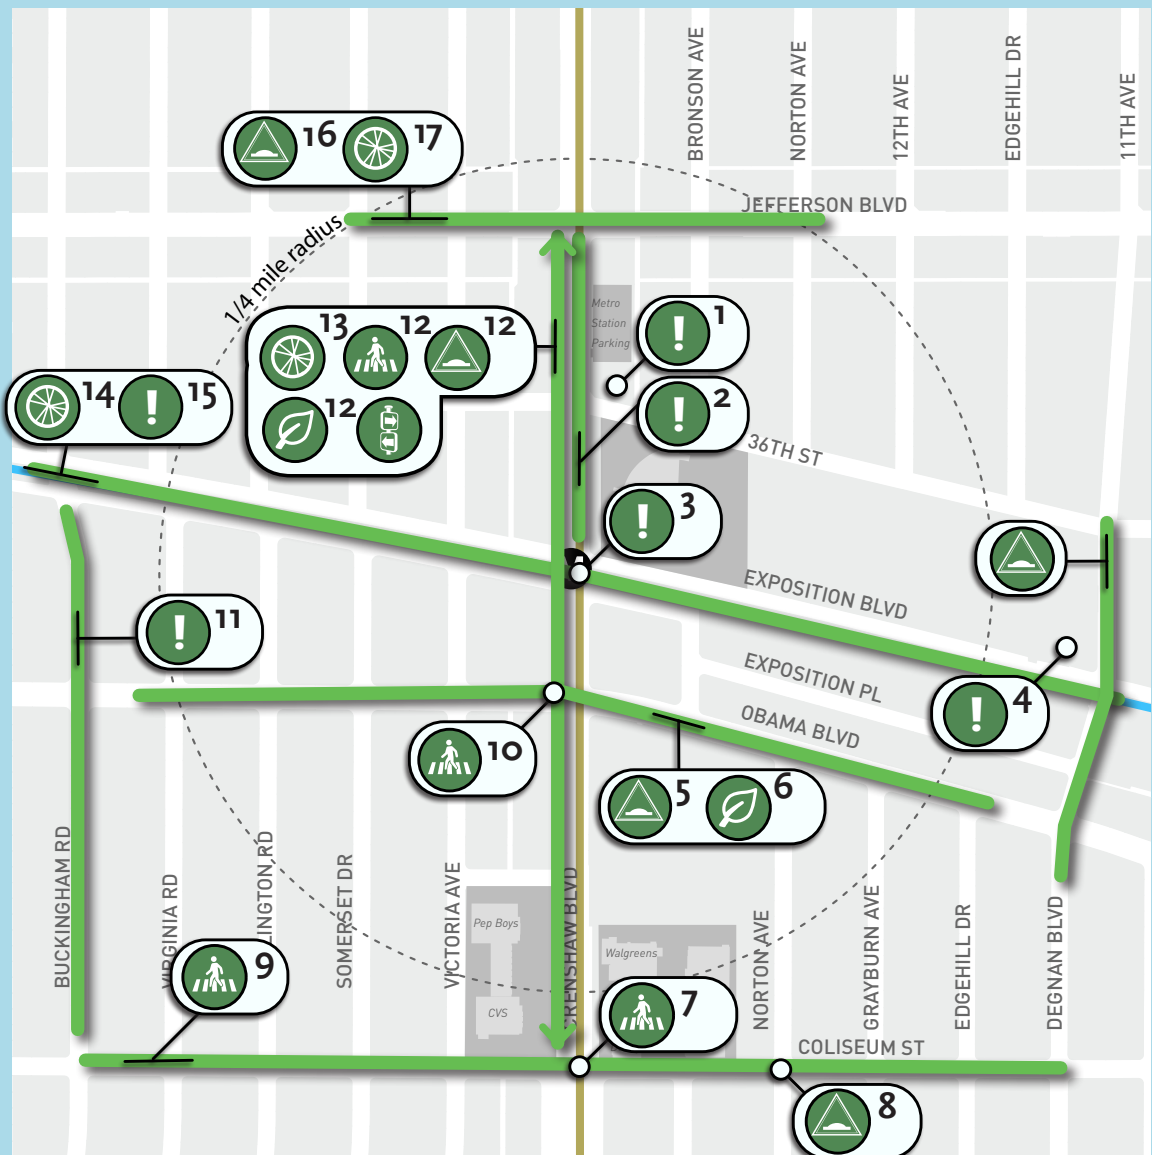 BRONSON AVE
NORTON AVE
12TH AVE
EDGEHILL DR
11TH AVE
16
17
JEFFERSON BLVD
1/4 mile radius
Metro
Station
Parking
1
13
12
12
12
14
15
2
36TH ST
3
EXPOSITION BLVD
11
EXPOSITION PL
4
OBAMA BLVD
10
5
6
BUCKINGHAM RD
VIRGINIA RD
LINGTON RD
SOMERSET DR
VICTORIA AVE
CRENSHAW BLVD
Pep Boys
CVS
Walgreens
NORTON AVE
GRAYBURN AVE
EDGEHILL DR
DEGNAN BLVD
9
7
COLISEUM ST
8